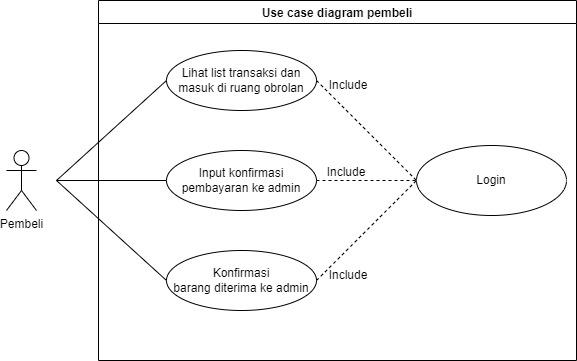 Use case diagram pembeli
Lihat list transaksi dan
masuk di ruang obrolan
Include
Input konfirmasi
pembayaran ke admin
Include
Login
Pembeli
Konfirmasi
barang diterima ke admin
Include